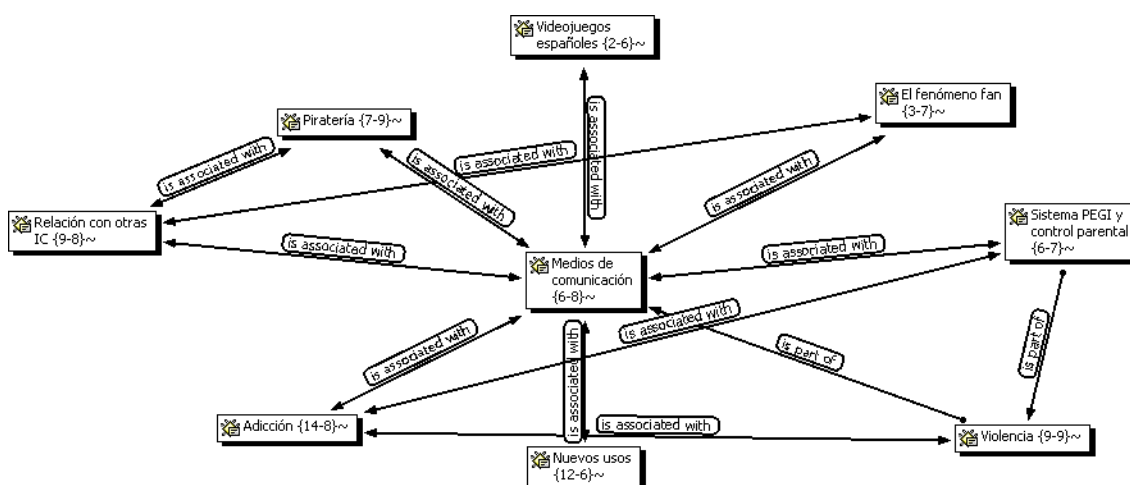 Videojuegos
españoles {2-6}~
is associated with
El fenómeno fan
{3-7}~
Piratería {7-9}~
is associated with
is associated with
is associated with
is associated with
Relación con otras
IC {9-8}~
Sistema PEGI y
control parental
{6-7}~
is associated with
is associated with
Medios de
comunicación
{6-8}~
is associated with
is associated with
is part of
is part of
is associated with
Adicción {14-8}~
is associated with
Violencia {9-9}~
Nuevos usos
{12-6}~